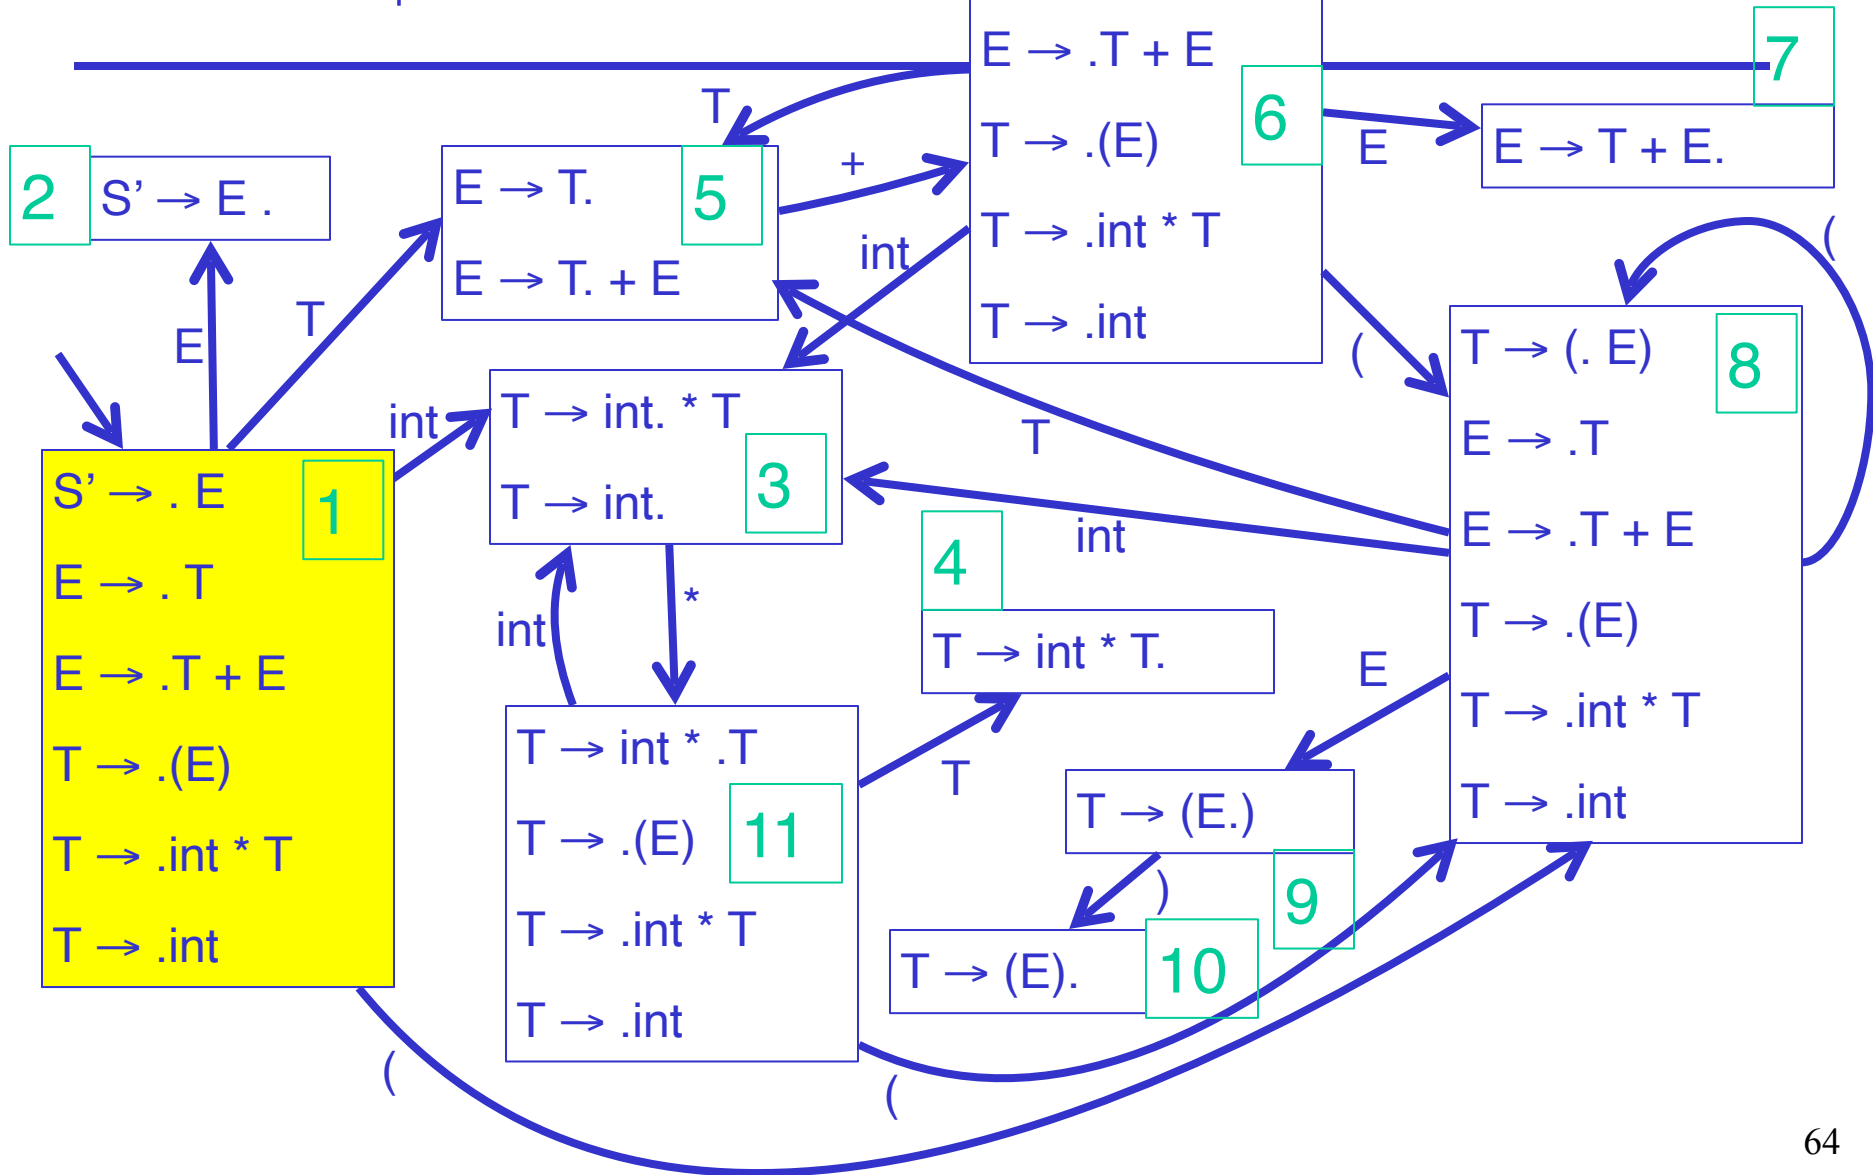 E → .T + E
T → .(E)
T → .int * T
T → .int
6
7
E
E → T + E.
T
+
2
S’ → E .
E → T.
E → T. + E
5
int
(
(
E
T
int
T → int. * T
T → int.
3
T
int
T → (. E)
E → .T
E → .T + E
T → .(E)
T → .int * T
T → .int
8
S’ → . E
E → . T
E → .T + E
T → .(E)
T → .int * T
T → .int
1
int
*
4
T → int * T.
E
T
T → int * .T
T → .(E)
T → .int * T
T → .int
11
T → (E.)
9
)
T → (E).
10
(
(
64